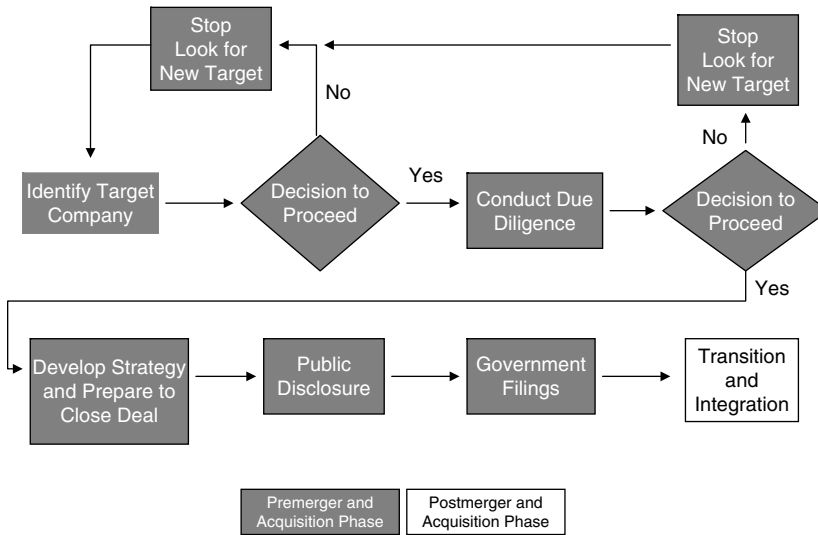 Stop
Look for
New Target
Stop
Look for
New Target
No
No
Identify Target
Company
Decision to
Proceed
Yes
Conduct Due
Diligence
Decision to
Proceed
Yes
Develop Strategy
and Prepare to
Close Deal
Public
Disclosure
Government
Filings
Transition
and
Integration
Premerger and
Acquisition Phase
Postmerger and
Acquisition Phase